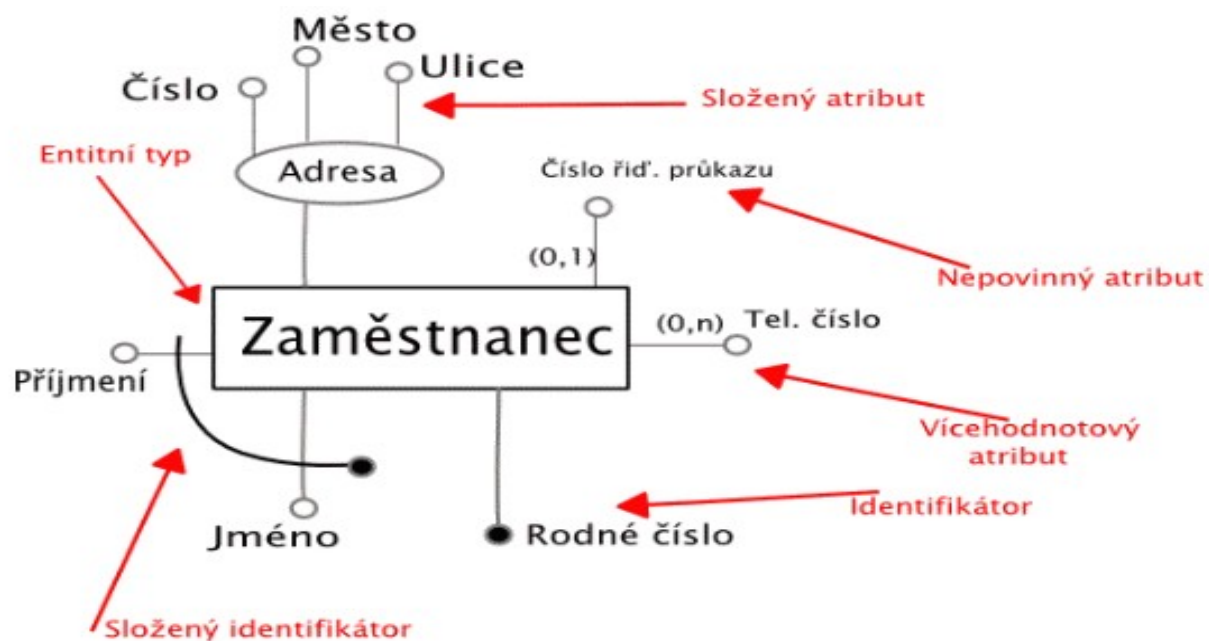 Město
Ulice
Číslo
Složený atribut
Entitní typ
Adresa
Číslo řiď. průkazu
(0,1)
Nepovinný atribut
Zaměstnanec
(0,n)
Tel. číslo
Příjmení
Vícehodnotový
atribut
Identifikátor
Jméno
Rodné číslo
Složený identifikátor